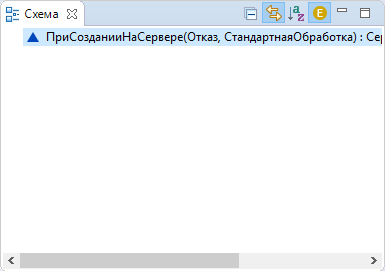 Схема
ПриСозданииНаСервере(Отказ, СтандартнаяОбработка) : Сер